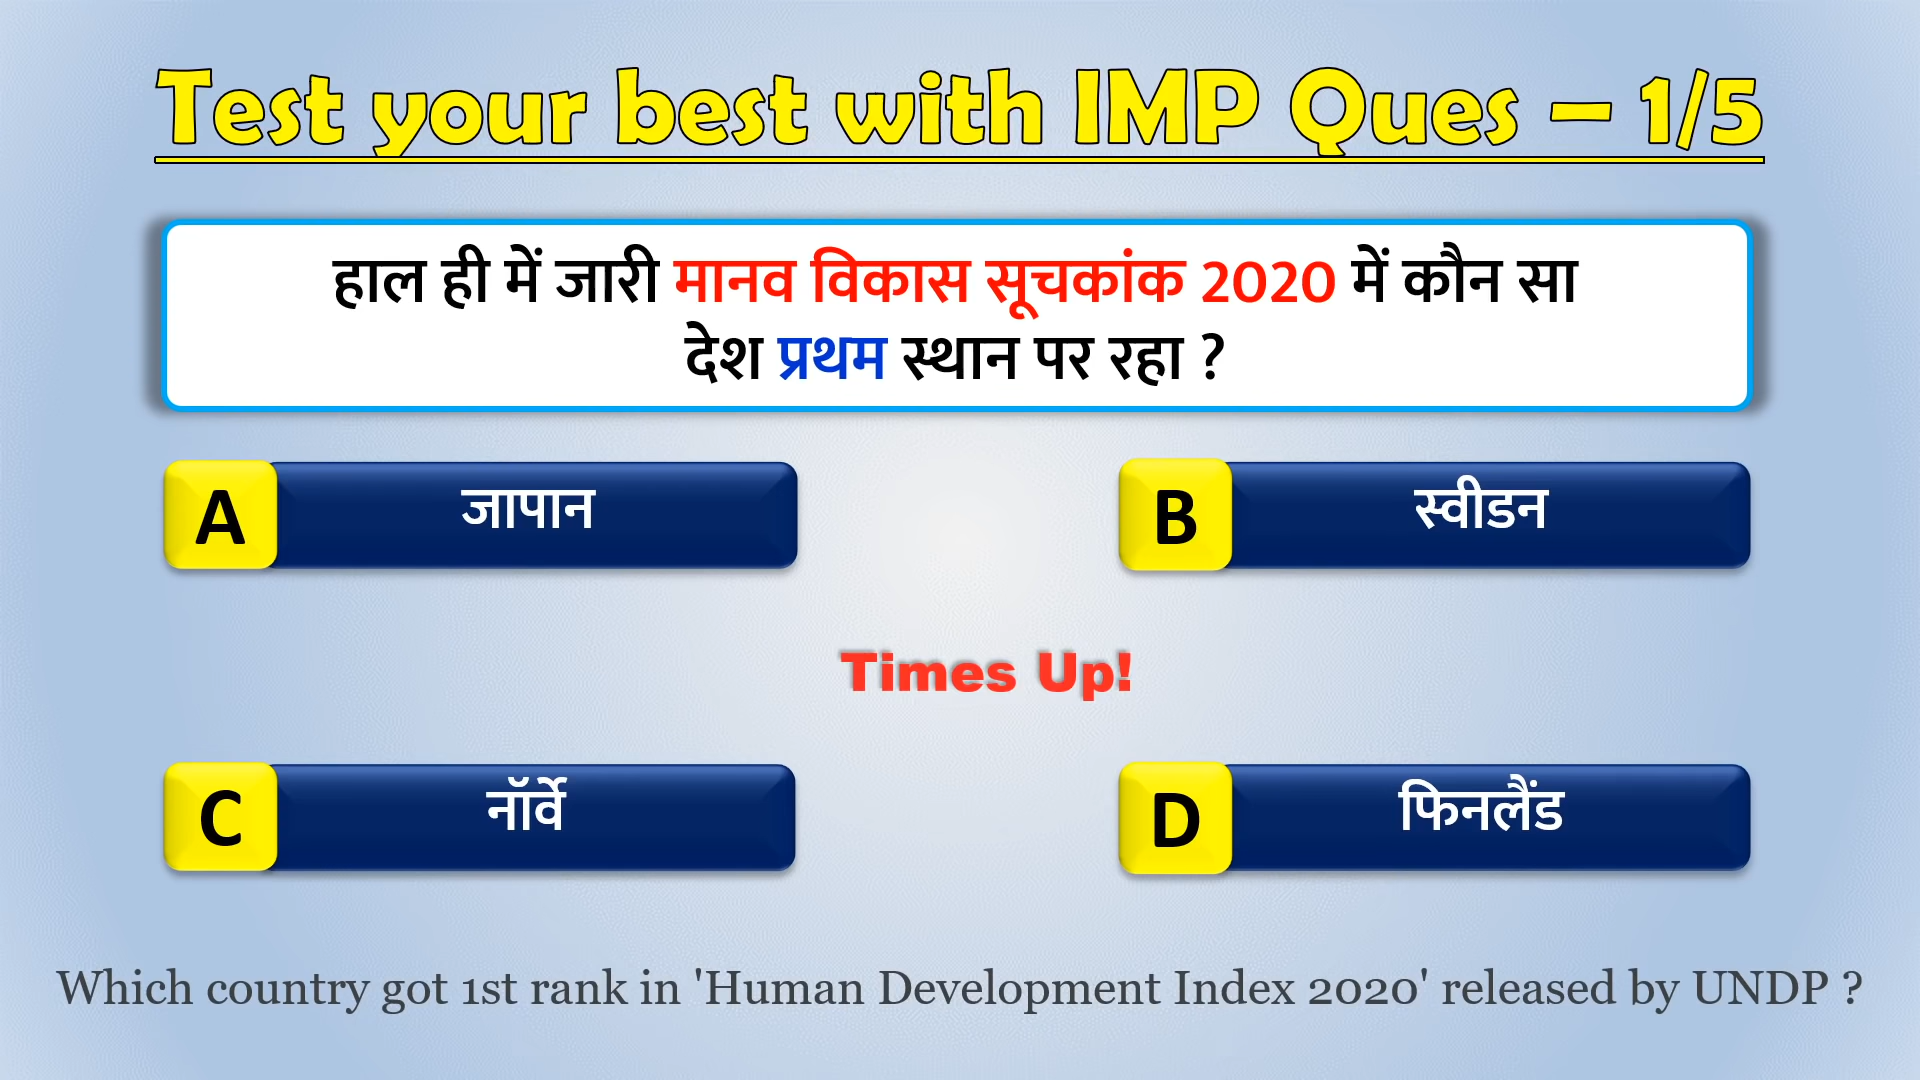 Test your best with IMP Ques – 1/5
हाल ही में जारी मानव विकास सूचकांक 2020 में कौन सा
देश प्रथम स्थान पर रहा ?
A जापान
B स्वीडन
Times Up!
C नॉर्वे
D फिनलैंड
Which country got 1st rank in 'Human Development Index 2020' released by UNDP ?